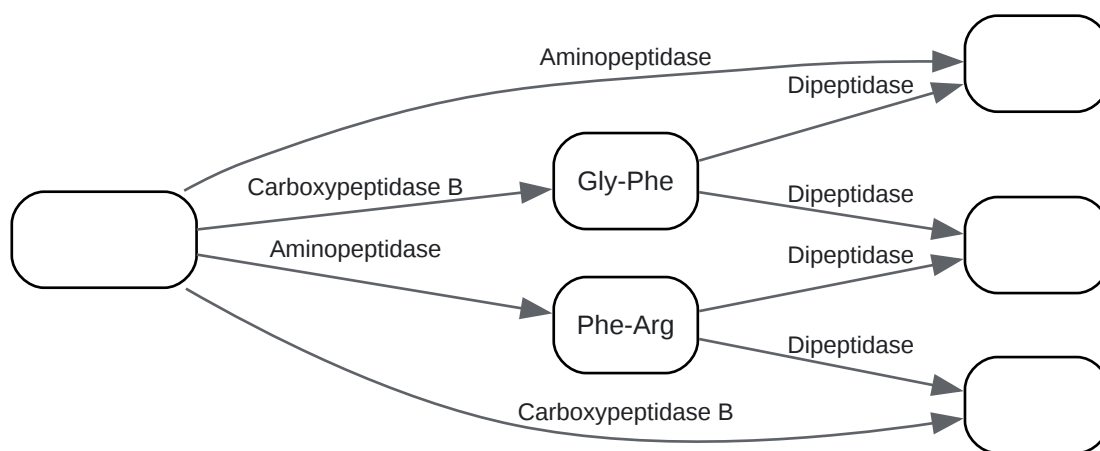 Aminopeptidase
Dipeptidase
Carboxypeptidase B
Gly-Phe
Dipeptidase
Aminopeptidase
Dipeptidase
Phe-Arg
Dipeptidase
Carboxypeptidase B